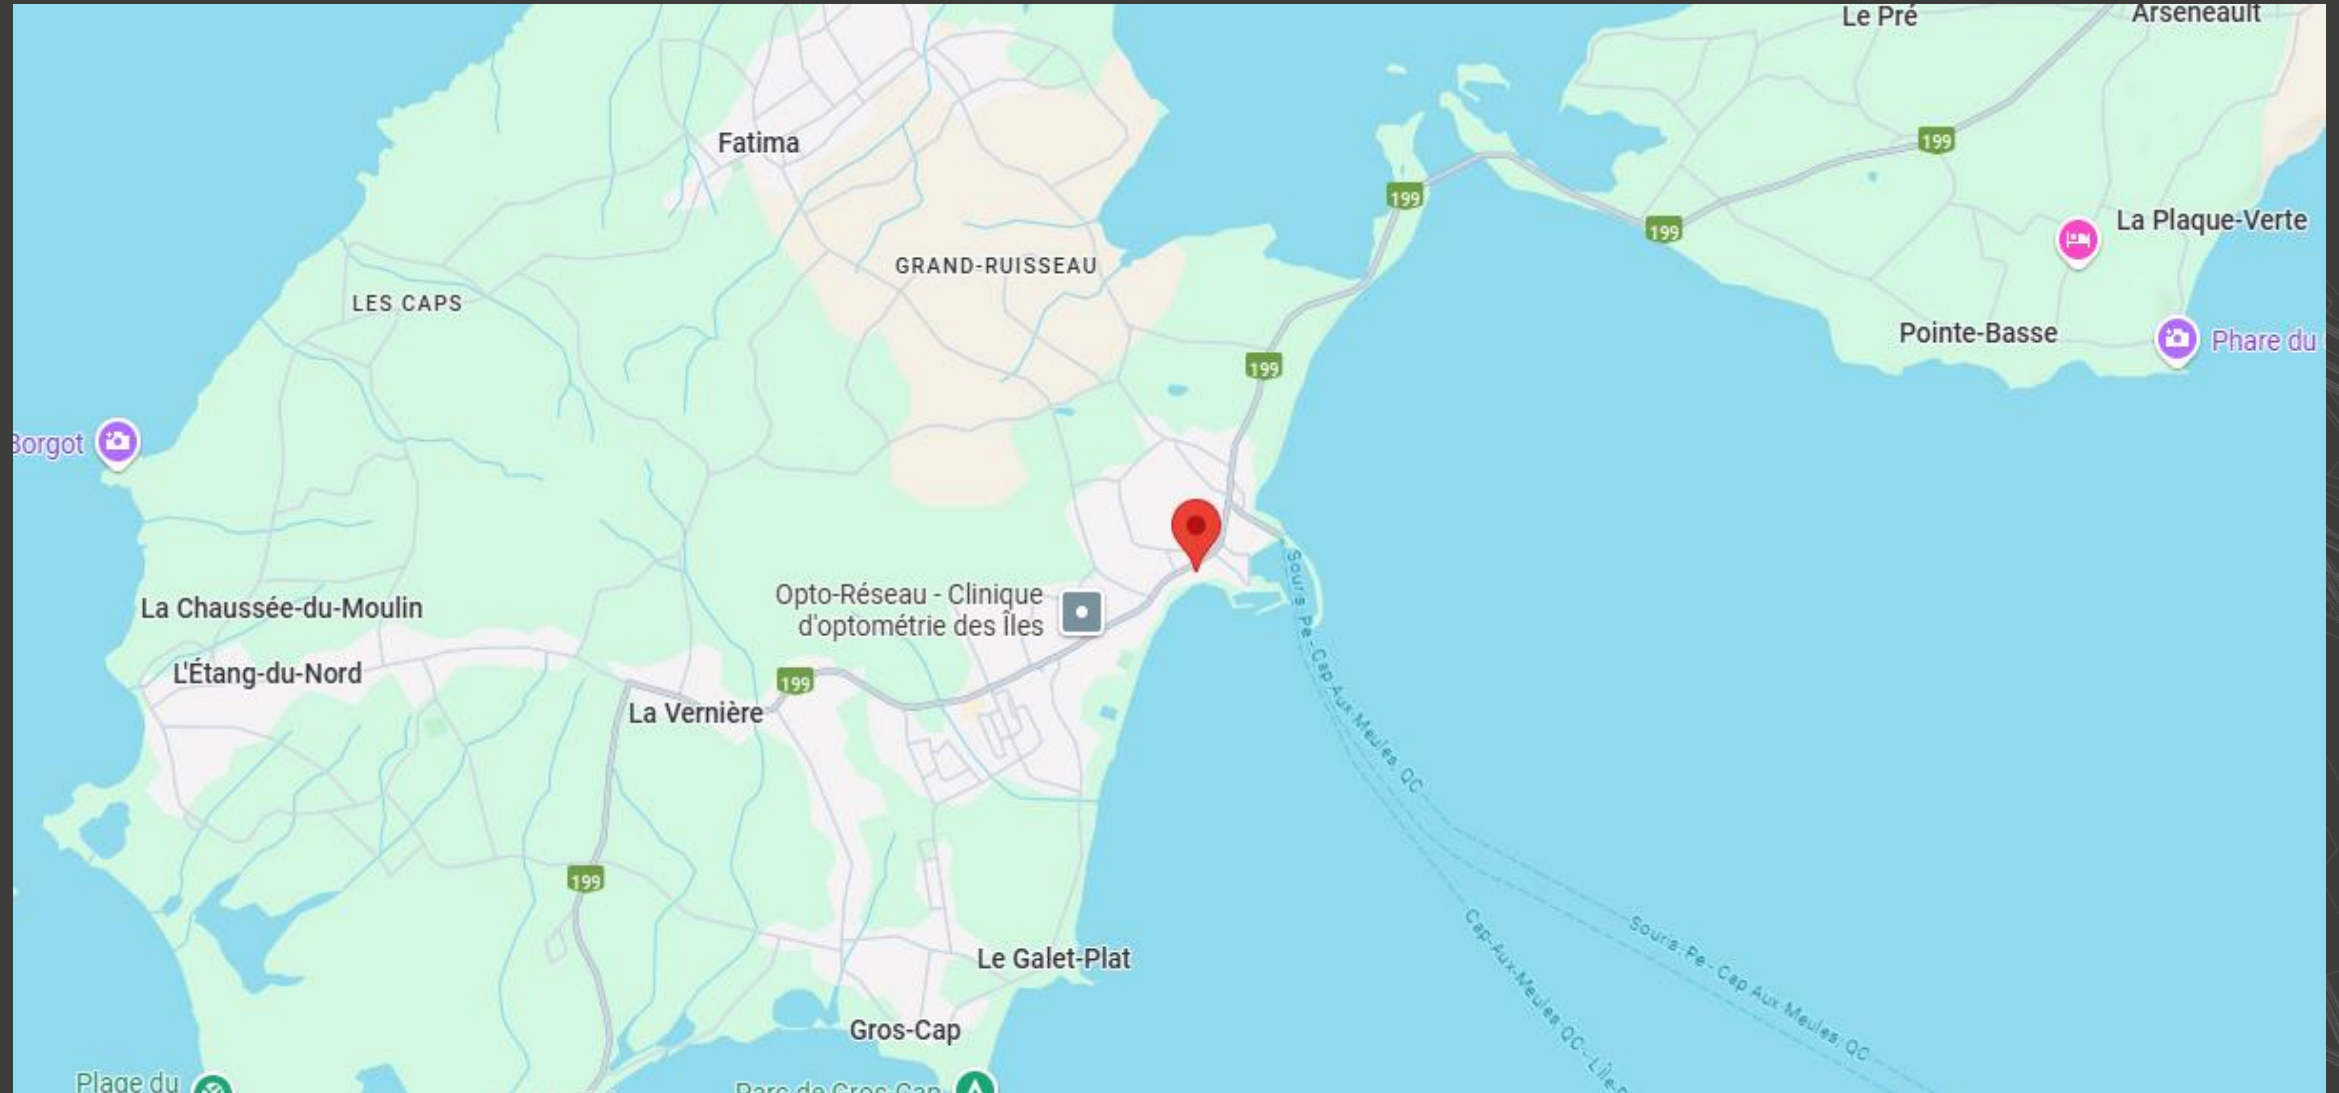 Le Pré
Arseneault
Fatima
199
199
199
La Plaque-Verte
GRAND-RUISSEAU
LES CAPS
Pointe-Basse
Phare du
199
Borgot
Souris, Pe - Cap Aux Meules, QC
Opto-Réseau - Clinique
d'optométrie des Îles
La Chaussée-du-Moulin
L'Étang-du-Nord
199
La Vernière
199
Souris, Pe - Cap Aux Meules, QC
Cap-Aux-Meules, QC - L'Île-
Le Galet-Plat
Gros-Cap
Plage du
Parc de Gros-Cap